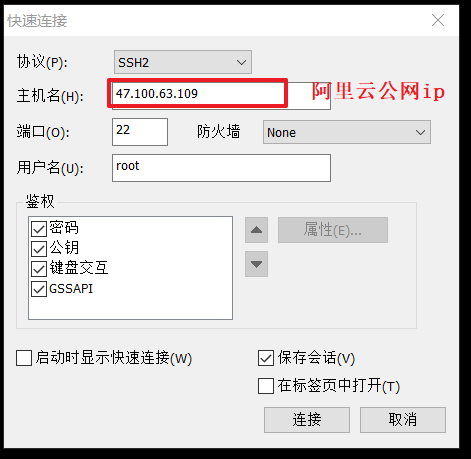 快速连接
协议(P): SSH2
主机名(H): 47.100.63.109 阿里云公网ip
端口(O): 22 防火墙 None
用户名(U): root
鉴权
密码
公钥 属性(E)...
键盘交互
GSSAPI
启动时显示快速连接(W) 保存会话(V)
在标签页中打开(T)
连接 取消